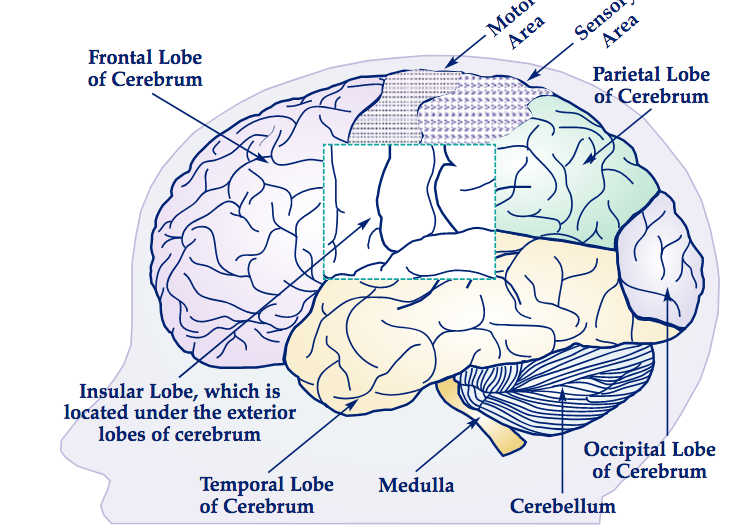 Motor
Area
Sensory
Area
Frontal Lobe
of Cerebrum
Parietal Lobe
of Cerebrum
Insular Lobe, which is
located under the exterior
lobes of cerebrum
Temporal Lobe
of Cerebrum
Medulla
Cerebellum
Occipital Lobe
of Cerebrum